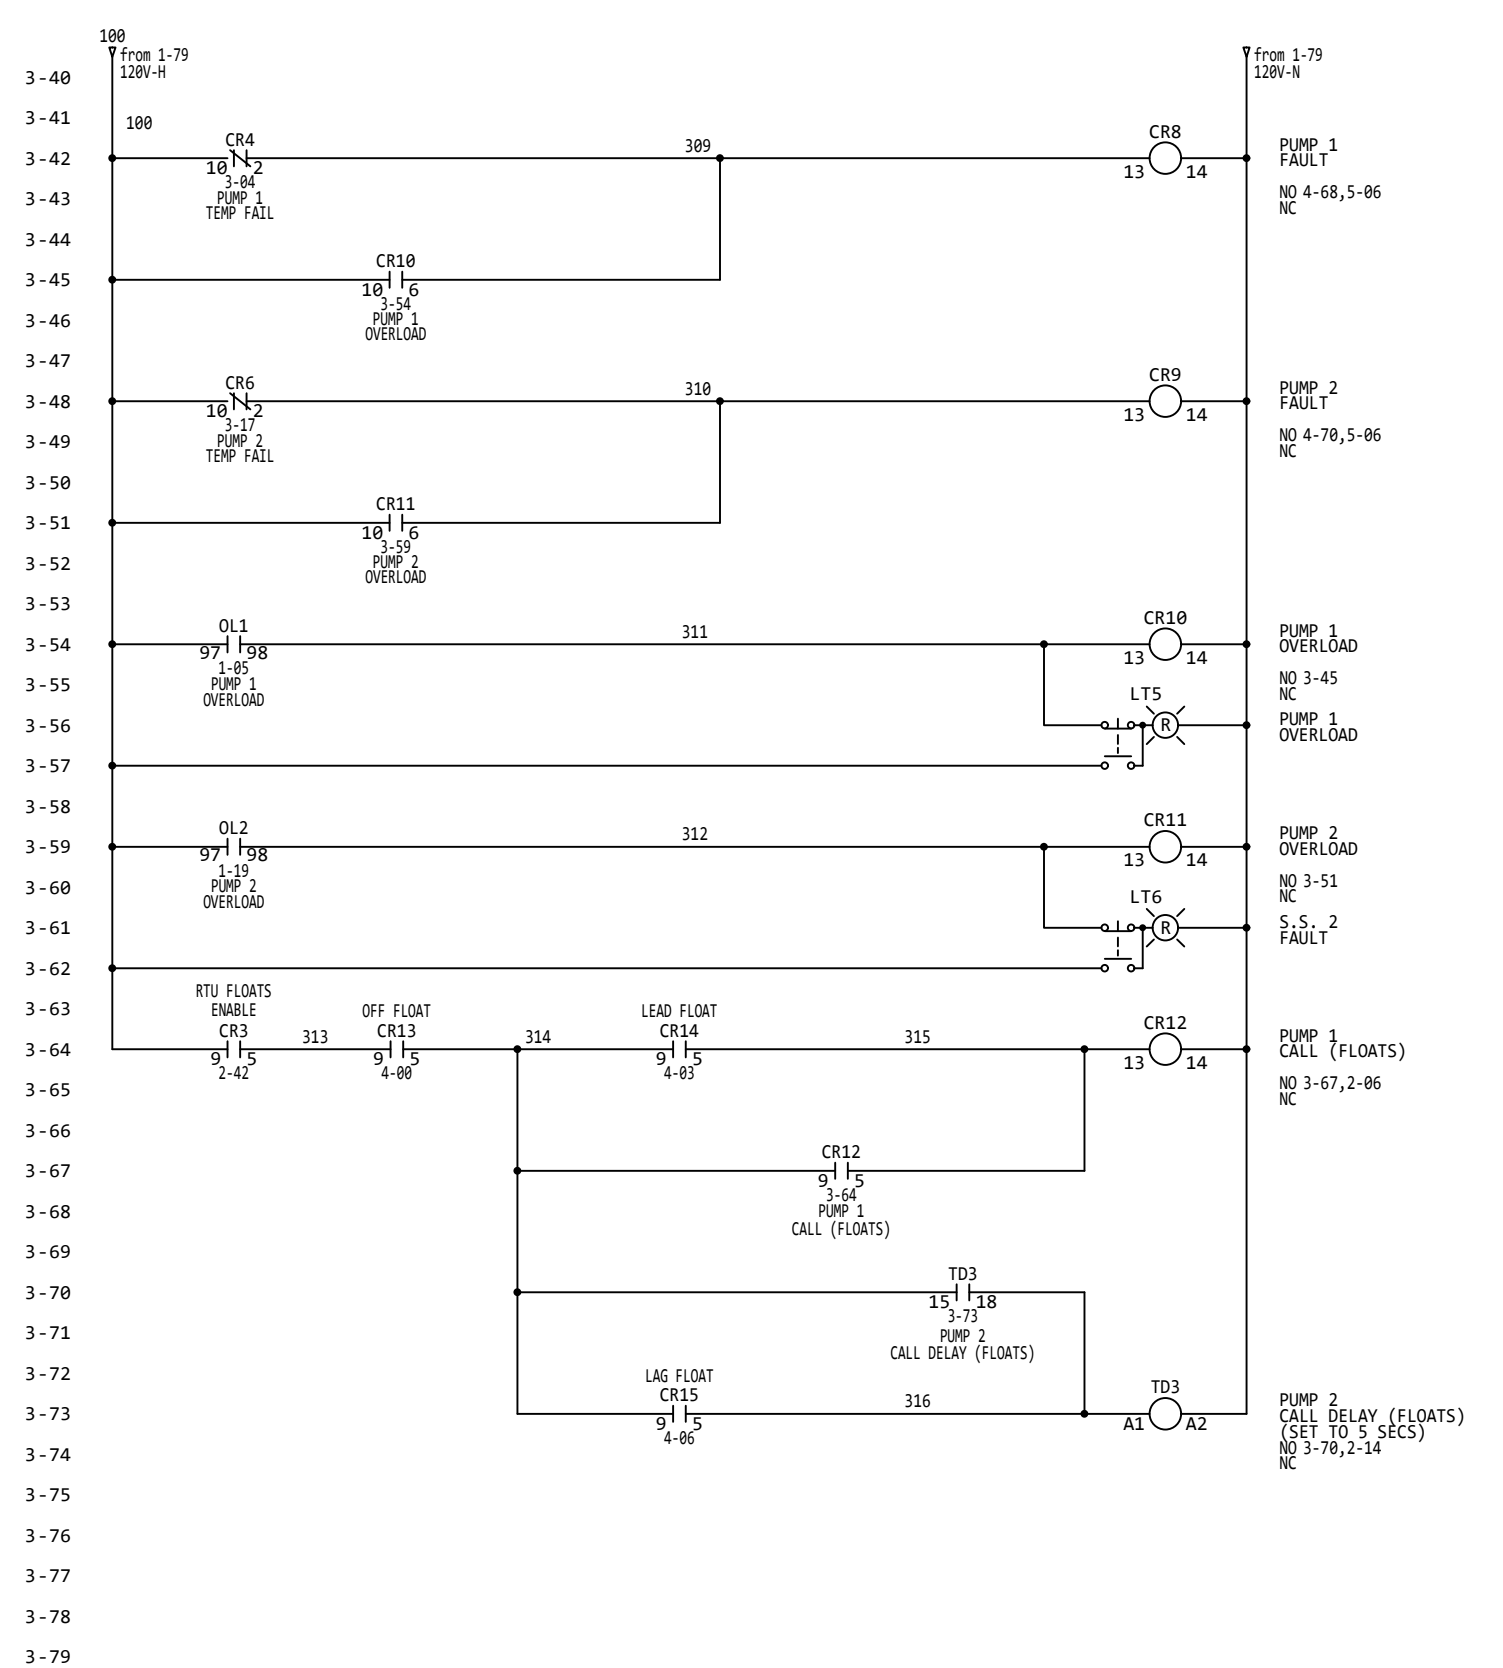 100
from 1-79
120V-H
from 1-79
120V-N
3-40
3-41
100
CR4
309
CR8
PUMP 1
FAULT
3-42
10 2
13 14
3-04
PUMP 1
TEMP FAIL
3-43
NO 4-68,5-06
NC
3-44
CR10
3-45
10 6
3-54
PUMP 1
OVERLOAD
3-46
3-47
CR6
310
CR9
PUMP 2
FAULT
3-48
10 2
13 14
3-17
PUMP 2
TEMP FAIL
3-49
NO 4-70,5-06
NC
3-50
CR11
3-51
10 6
3-59
PUMP 2
OVERLOAD
3-52
3-53
OL1
311
CR10
PUMP 1
OVERLOAD
3-54
97 98
13 14
1-05
PUMP 1
OVERLOAD
3-55
NO 3-45
NC
LT5
3-56
R
PUMP 1
OVERLOAD
3-57
3-58
OL2
312
CR11
PUMP 2
OVERLOAD
3-59
97 98
13 14
1-19
PUMP 2
OVERLOAD
3-60
NO 3-51
NC
LT6
3-61
R
S.S. 2
FAULT
3-62
3-63
RTU FLOATS
ENABLE
CR3
313
OFF FLOAT
CR13
314
LEAD FLOAT
CR14
315
CR12
PUMP 1
CALL (FLOATS)
3-64
9 5
2-42
9 5
4-00
9 5
4-03
13 14
3-65
NO 3-67,2-06
NC
3-66
CR12
3-67
9 5
3-64
PUMP 1
CALL (FLOATS)
3-68
3-69
TD3
3-70
15 18
3-73
PUMP 2
CALL DELAY (FLOATS)
3-71
3-72
LAG FLOAT
CR15
316
TD3
3-73
9 5
4-06
A1 A2
PUMP 2
CALL DELAY (FLOATS)
(SET TO 5 SECS)
NO 3-70,2-14
NC
3-74
3-75
3-76
3-77
3-78
3-79